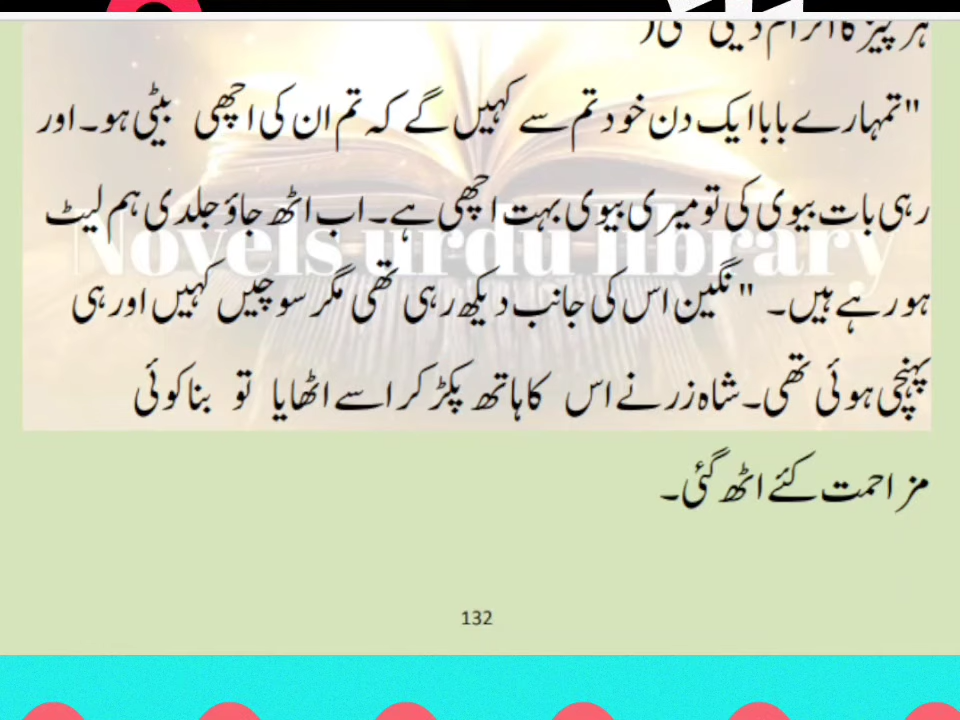 "تمہارے بابا ایک دن خود تم سے کہیں گے کہ تم ان کی اچھی بیٹی ہو۔ اور
رہی بات بیوی کی تو میری بیوی بہت اچھی ہے۔ اب اٹھ جاؤ جلدی ہم لیٹ
Novels urdu library
ہو رہے ہیں۔ " نگین اس کی جانب دیکھ رہی تھی مگر سوچیں کہیں اور ہی
پہنچی ہوئی تھی۔ شاہ زر نے اس کا ہاتھ پکڑ کر اسے اٹھایا تو بنا کوئی
مزاحمت کئے اٹھ گئی۔
132